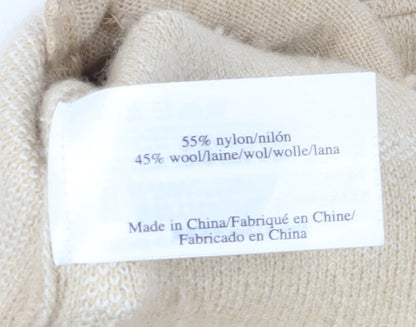 55% nylon/nilón
45% wool/laine/wol/wolle/lana
Made in China/Fabriqué en Chine/
Fabricado en China